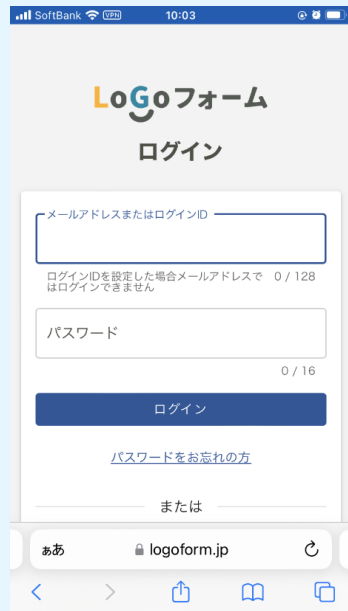 SoftBank VPN 10:03
LoGoフォーム
ログイン
メールアドレスまたはログインID
ログインIDを設定した場合メールアドレスで 0 / 128
はログインできません
パスワード
0 / 16
ログイン
パスワードをお忘れの方
または
ぁあ logoform.jp